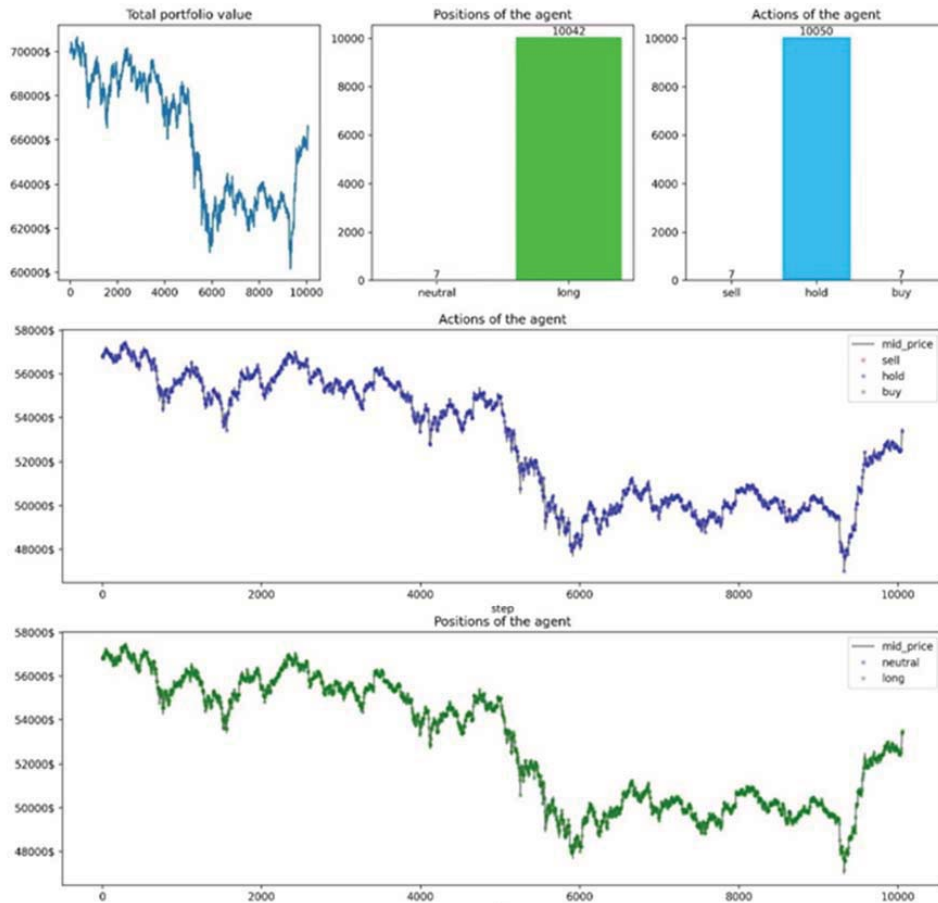 Total portfolio value
70000$
68000$
66000$
64000$
62000$
60000$
0 2000 4000 6000 8000 10000
Positions of the agent
10042
10000
8000
6000
4000
2000
0
7
neutral long
Actions of the agent
10050
10000
8000
6000
4000
2000
0
7 7
sell hold buy
Actions of the agent
58000$
56000$
54000$
52000$
50000$
48000$
mid_price
sell
hold
buy
0 2000 4000 6000 8000 10000
step
Positions of the agent
58000$
56000$
54000$
52000$
50000$
48000$
mid_price
neutral
long
0 2000 4000 6000 8000 10000